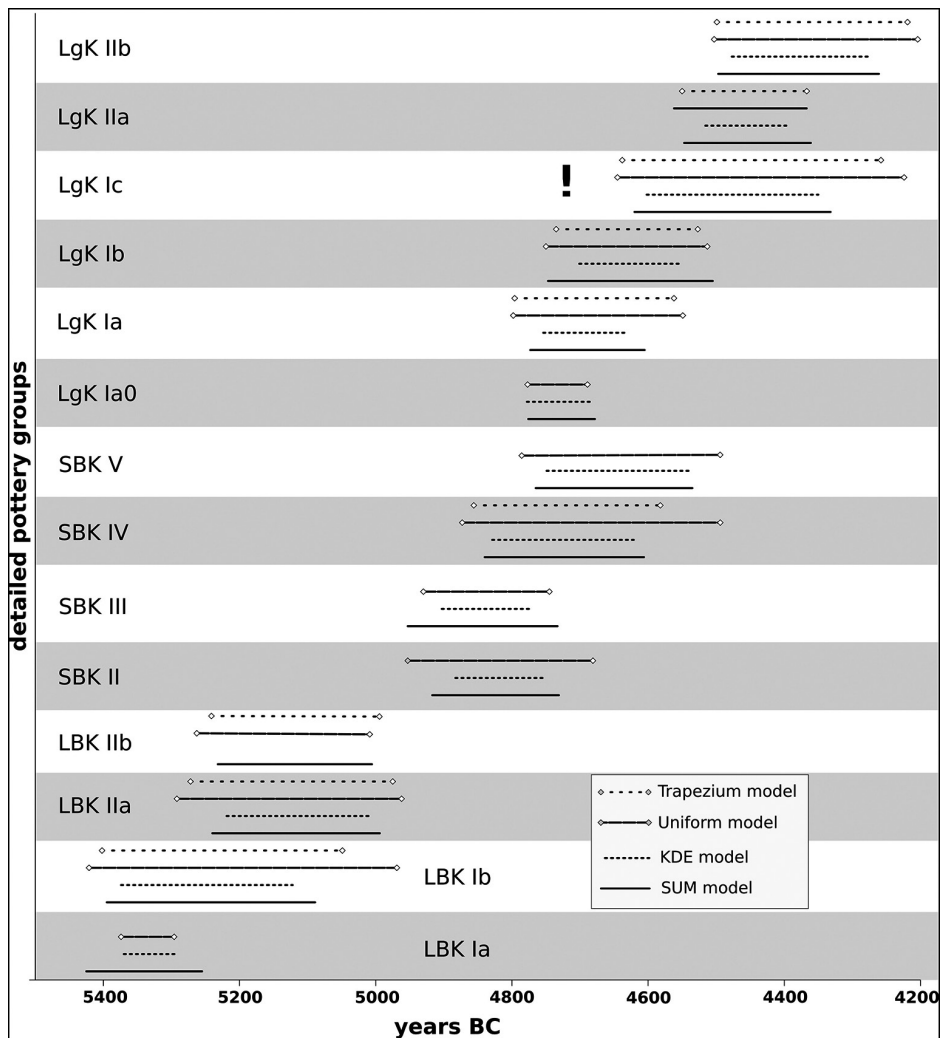 detailed pottery groups
LgK IIb
LgK IIa
LgK Ic
!
LgK Ib
LgK Ia
LgK Ia0
SBK V
SBK IV
SBK III
SBK II
LBK IIb
LBK IIa
LBK Ib
LBK Ia
Trapezium model
Uniform model
KDE model
SUM model
5400 5200 5000 4800 4600 4400 4200
years BC